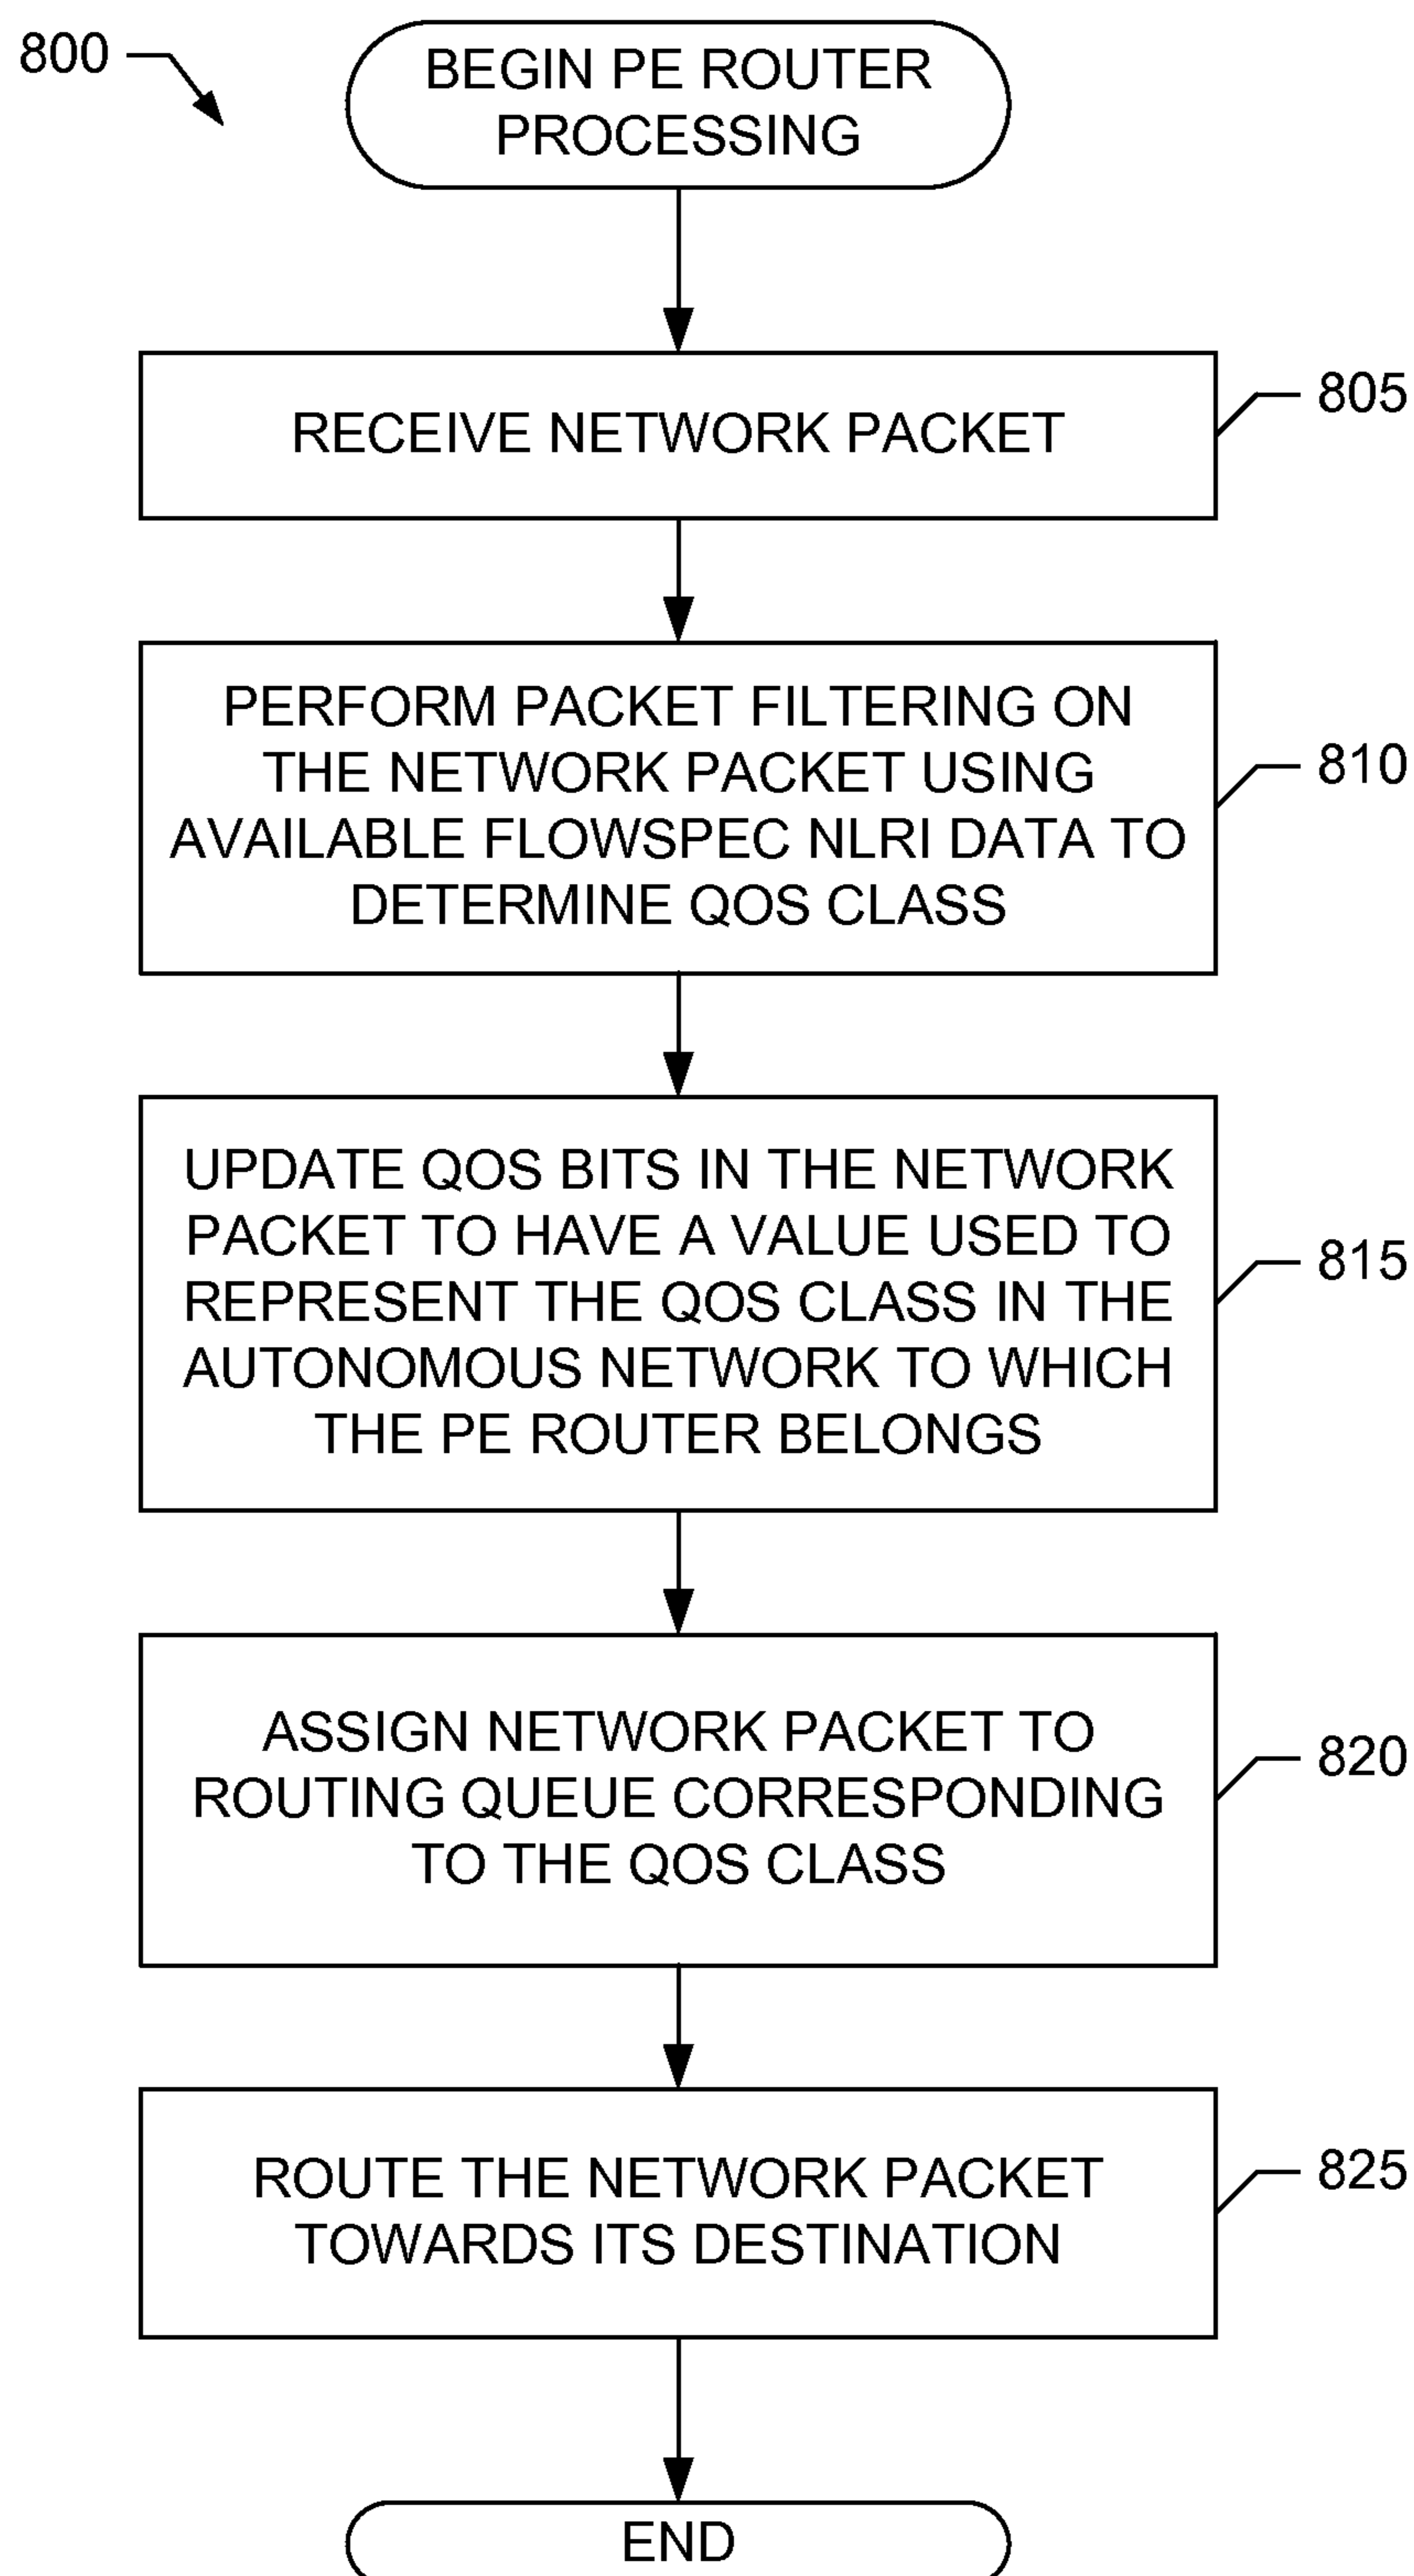 800
BEGIN PE ROUTER
PROCESSING
RECEIVE NETWORK PACKET
805
PERFORM PACKET FILTERING ON
THE NETWORK PACKET USING
AVAILABLE FLOWSPEC NLRI DATA TO
DETERMINE QOS CLASS
810
UPDATE QOS BITS IN THE NETWORK
PACKET TO HAVE A VALUE USED TO
REPRESENT THE QOS CLASS IN THE
AUTONOMOUS NETWORK TO WHICH
THE PE ROUTER BELONGS
815
ASSIGN NETWORK PACKET TO
ROUTING QUEUE CORRESPONDING
TO THE QOS CLASS
820
ROUTE THE NETWORK PACKET
TOWARDS ITS DESTINATION
825
END